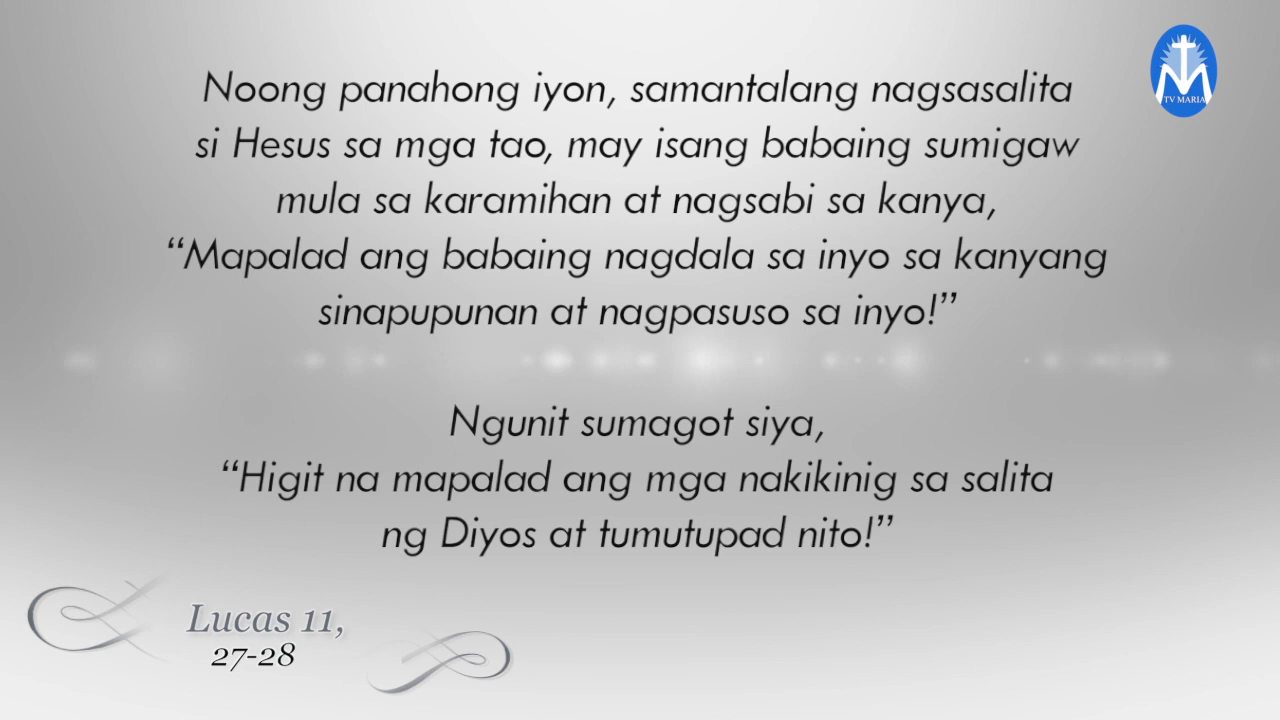 TV MARIA
Noong panahong iyon, samantalang nagsasalita
si Hesus sa mga tao, may isang babaing sumigaw
mula sa karamihan at nagsabi sa kanya,
“Mapalad ang babaing nagdala sa inyo sa kanyang
sinapupunan at nagpasuso sa inyo!”
Ngunit sumagot siya,
“Higit na mapalad ang mga nakikinig sa salita
ng Diyos at tumutupad nito!”
Lucas 11,
27-28